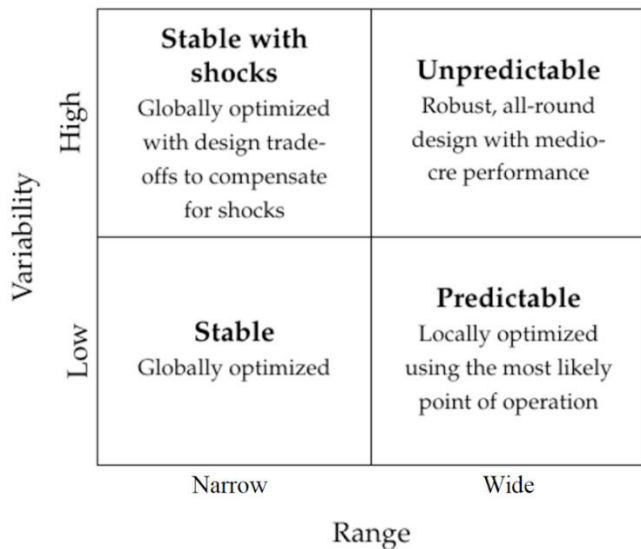 Variability
High
Low
Stable with
shocks
Globally optimized
with design trade-
offs to compensate
for shocks
Unpredictable
Robust, all-round
design with medio-
cre performance
Stable
Globally optimized
Predictable
Locally optimized
using the most likely
point of operation
Narrow
Wide
Range